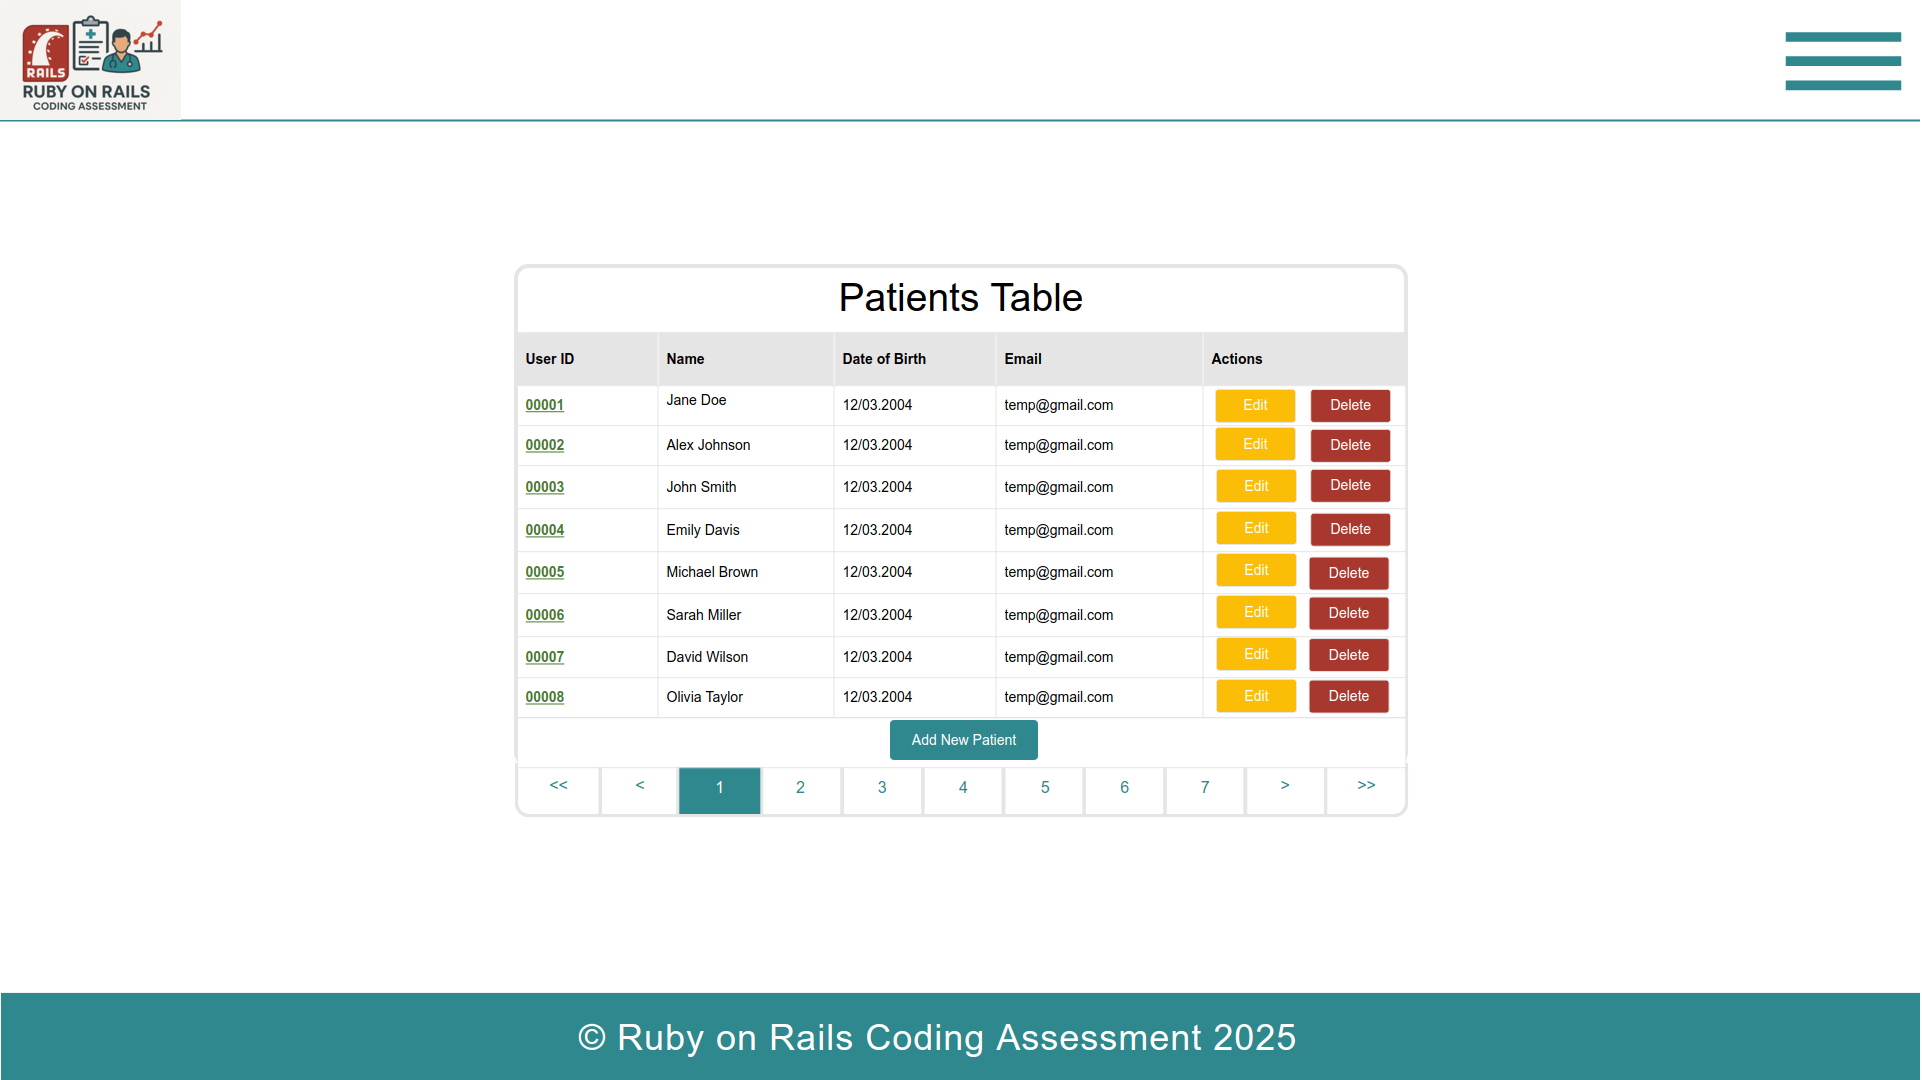 RAILS
RUBY ON RAILS
CODING ASSESSMENT
Patients Table
User ID Name Date of Birth Email Actions
00001 Jane Doe 12/03.2004 temp@gmail.com Edit Delete
00002 Alex Johnson 12/03.2004 temp@gmail.com Edit Delete
00003 John Smith 12/03.2004 temp@gmail.com Edit Delete
00004 Emily Davis 12/03.2004 temp@gmail.com Edit Delete
00005 Michael Brown 12/03.2004 temp@gmail.com Edit Delete
00006 Sarah Miller 12/03.2004 temp@gmail.com Edit Delete
00007 David Wilson 12/03.2004 temp@gmail.com Edit Delete
00008 Olivia Taylor 12/03.2004 temp@gmail.com Edit Delete
Add New Patient
<< < 1 2 3 4 5 6 7 > >>
© Ruby on Rails Coding Assessment 2025